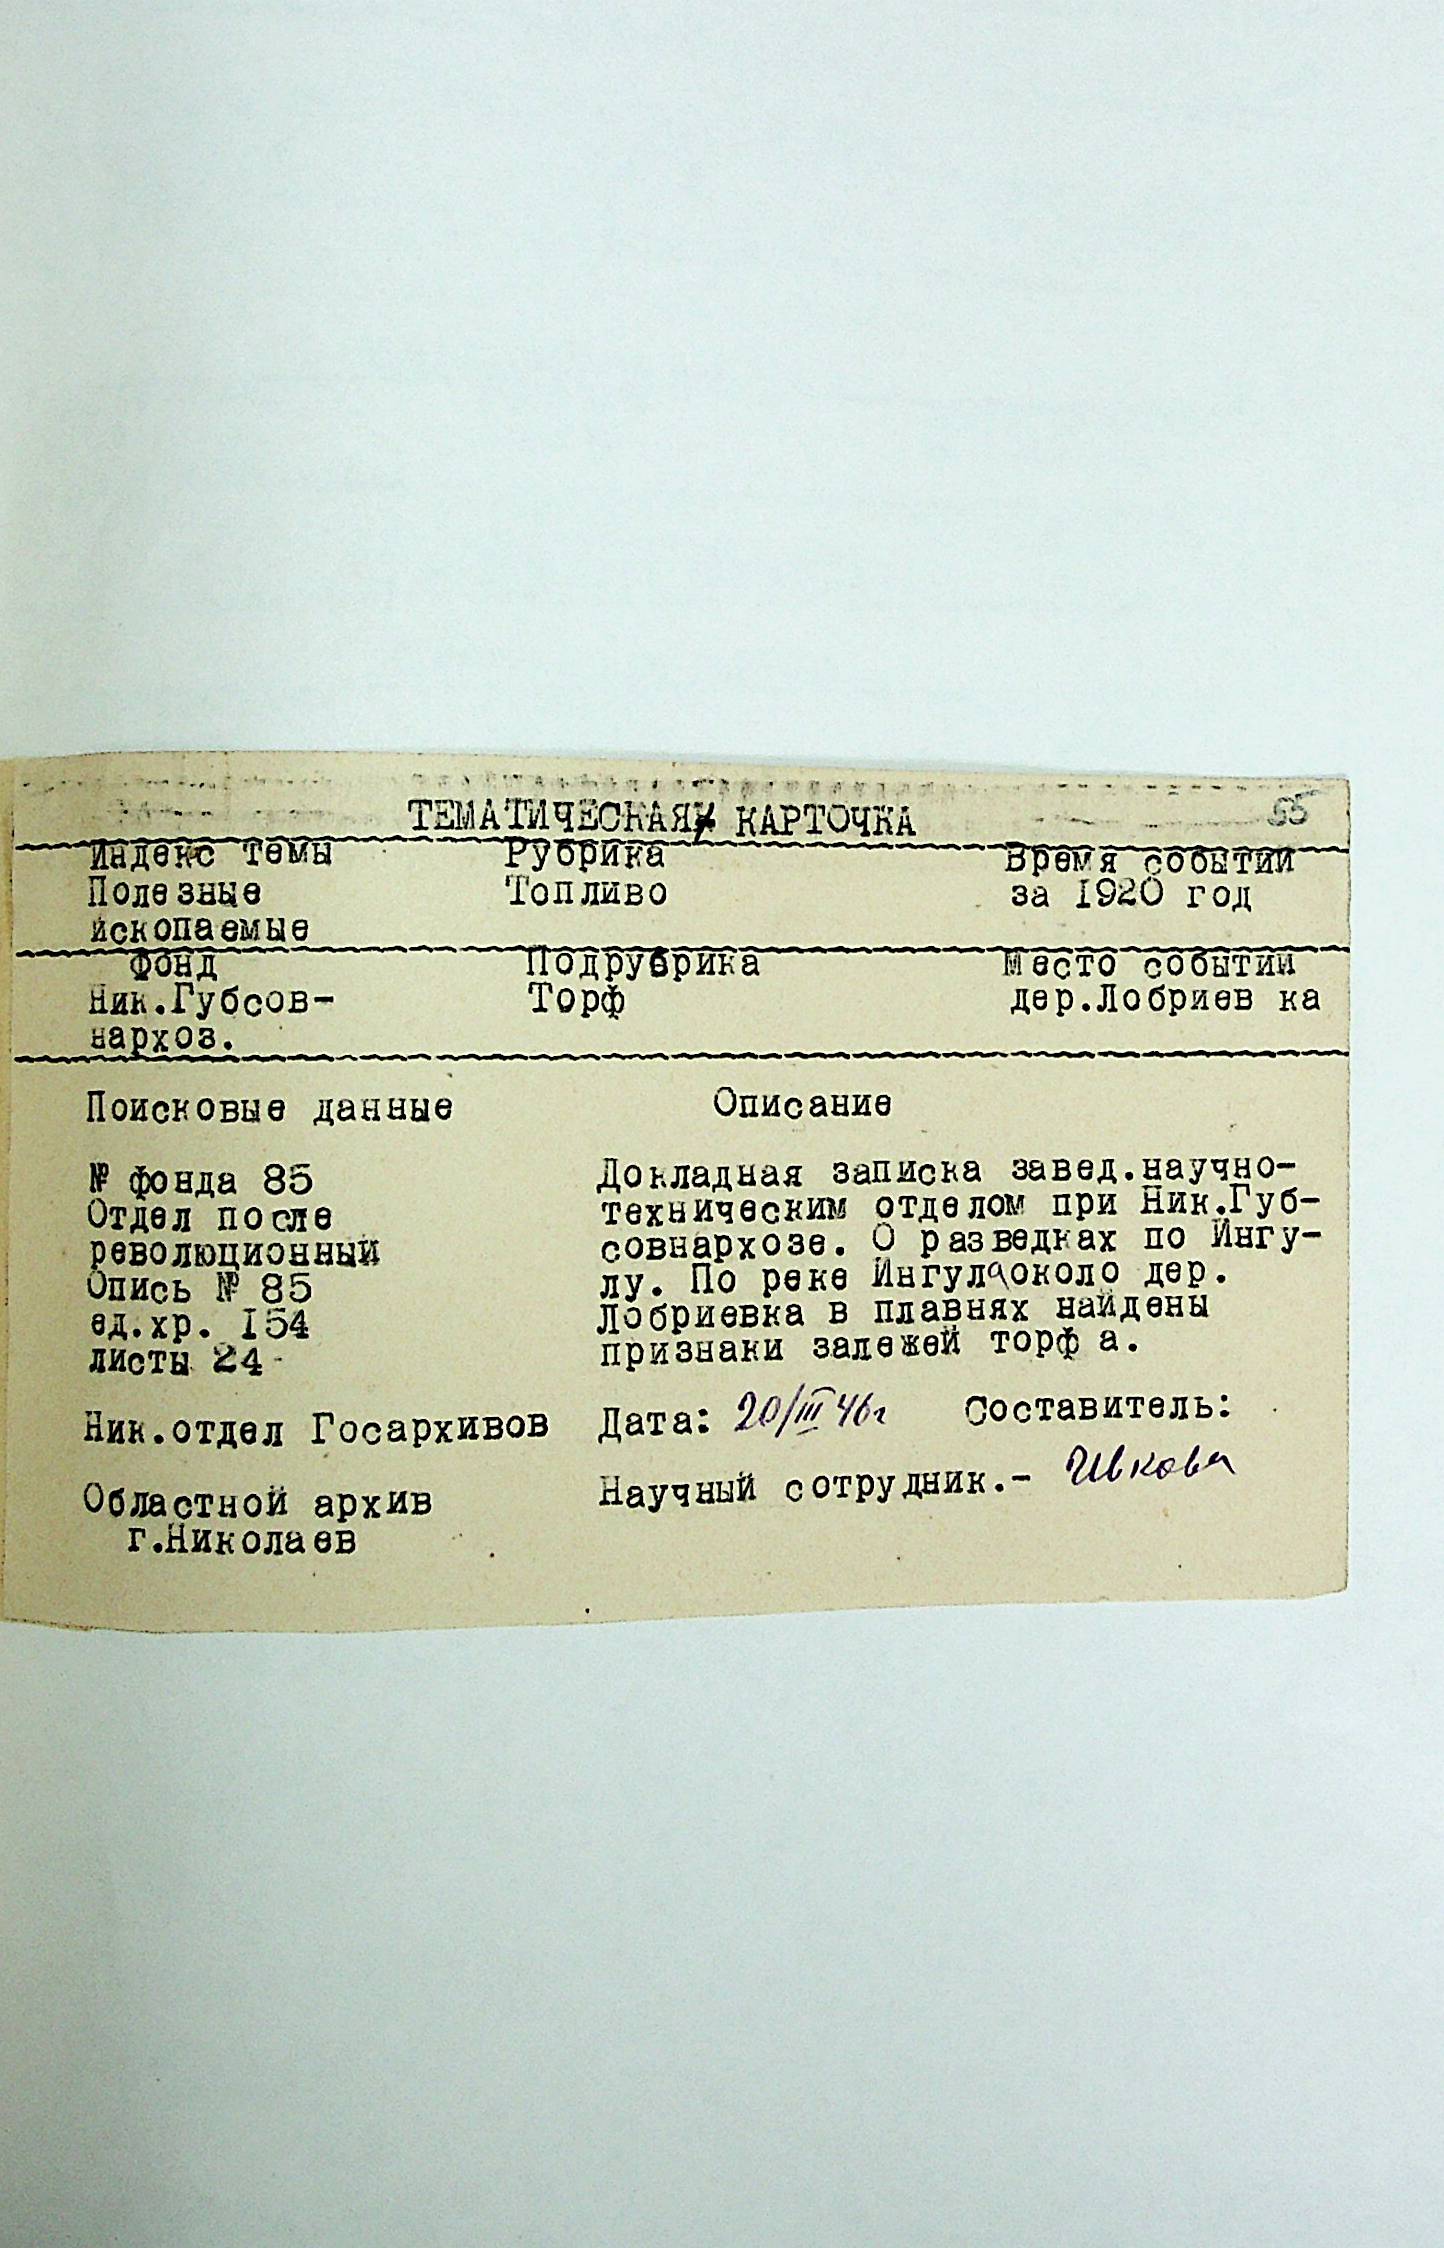 55
ТЕМАТИЧЕСКАЯ КАРТОЧКА
Индекс темы Рубрика Время событий
Полезные Топливо за 1920 год
ископаемые
Фонд Подрубрика Место событий
Ник.Губсов- Торф дер.Лобриев ка
нархоз.
Поисковые данные Описание
№ фонда 85
Отдел после
революционный
Опись № 85
ед.хр. 154
листы 24
Докладная записка завед.научно-
техническим отделом при Ник.Губ-
совнархозе. О разведках по Ингу-
лу. По реке Ингула около дер.
Лобриевка в плавнях найдены
признаки залежей торф а.
Ник.отдел Госархивов Дата: 20/III 46г Составитель:
Областной архив Научный сотрудник.- Ивкова
г.Николаев